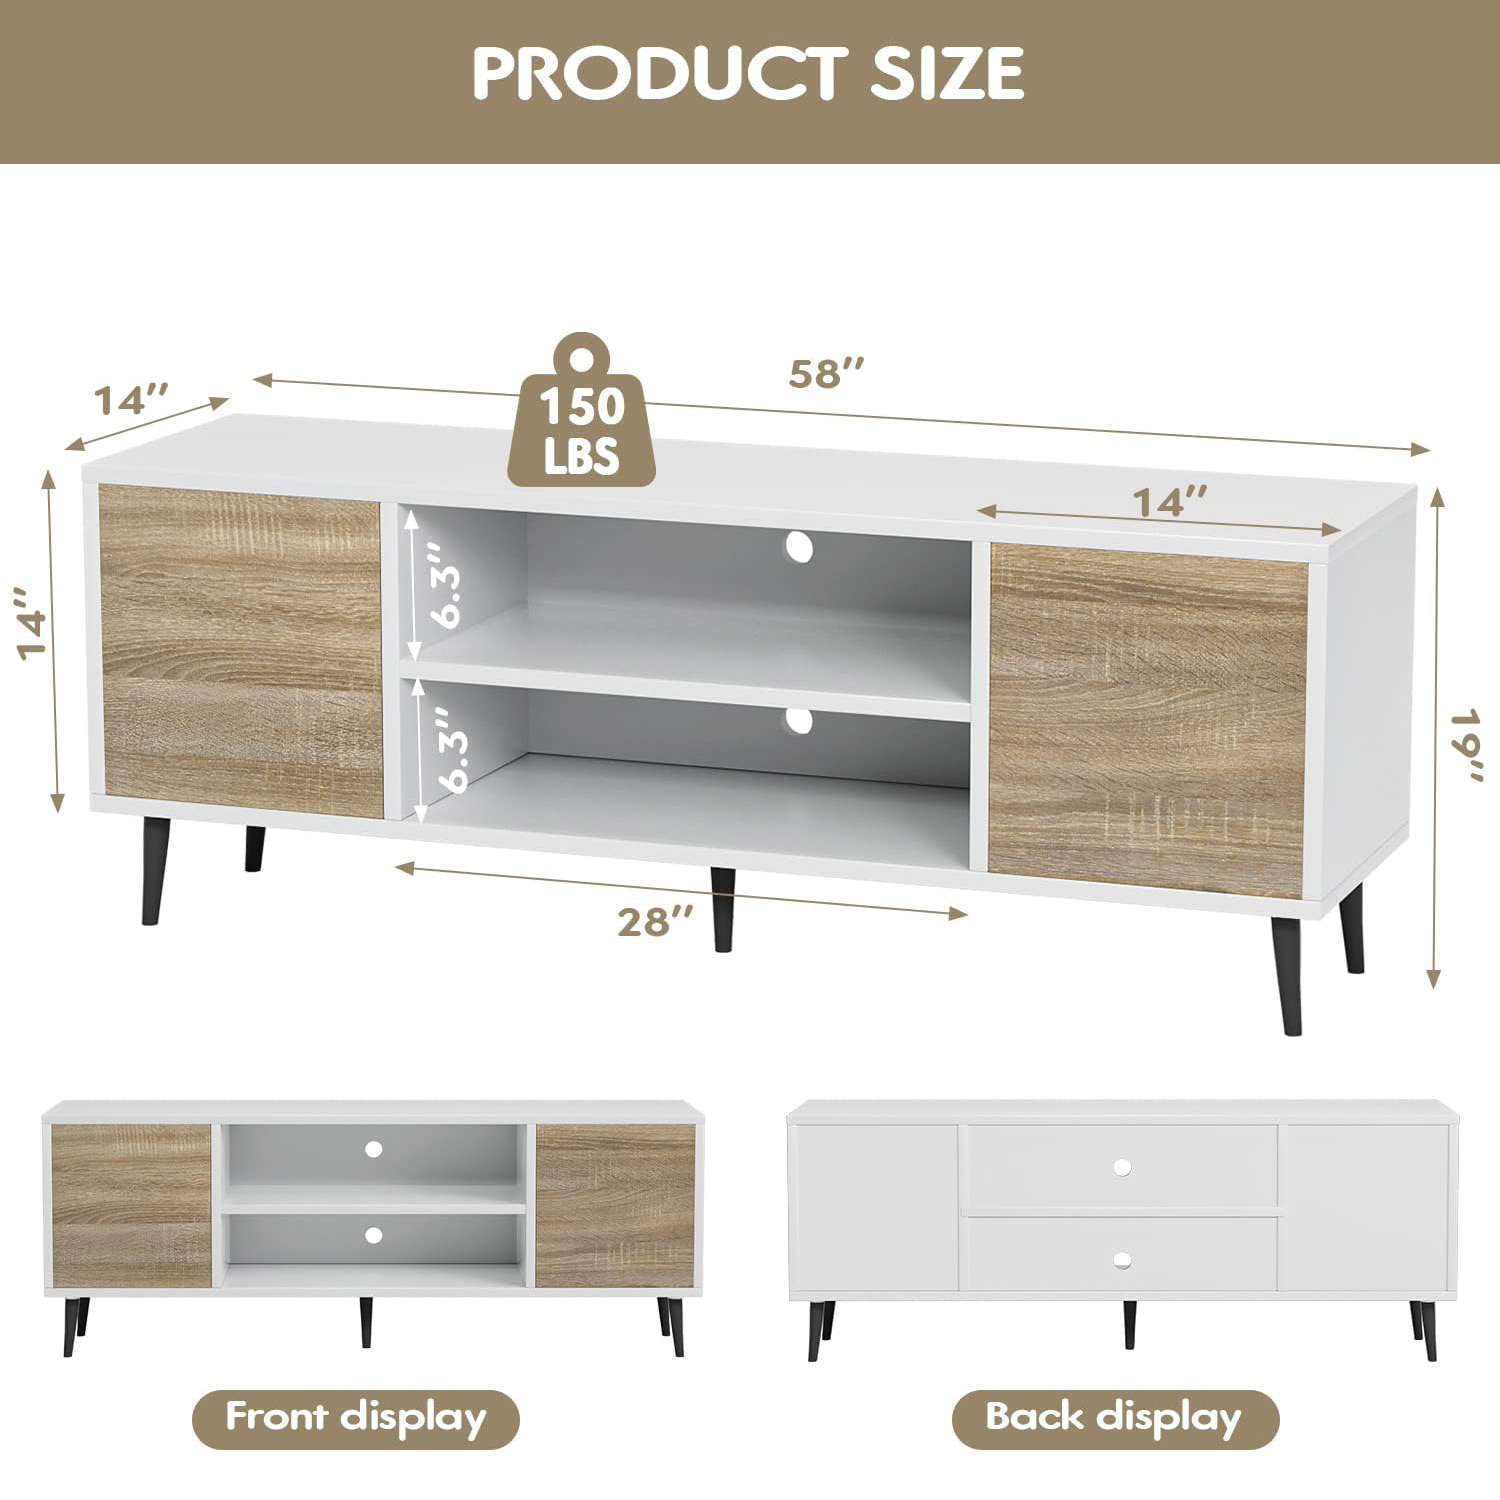 PRODUCT SIZE
14"
58"
150
LBS
14"
14"
6.3"
6.3"
19"
28"
Front display
Back display